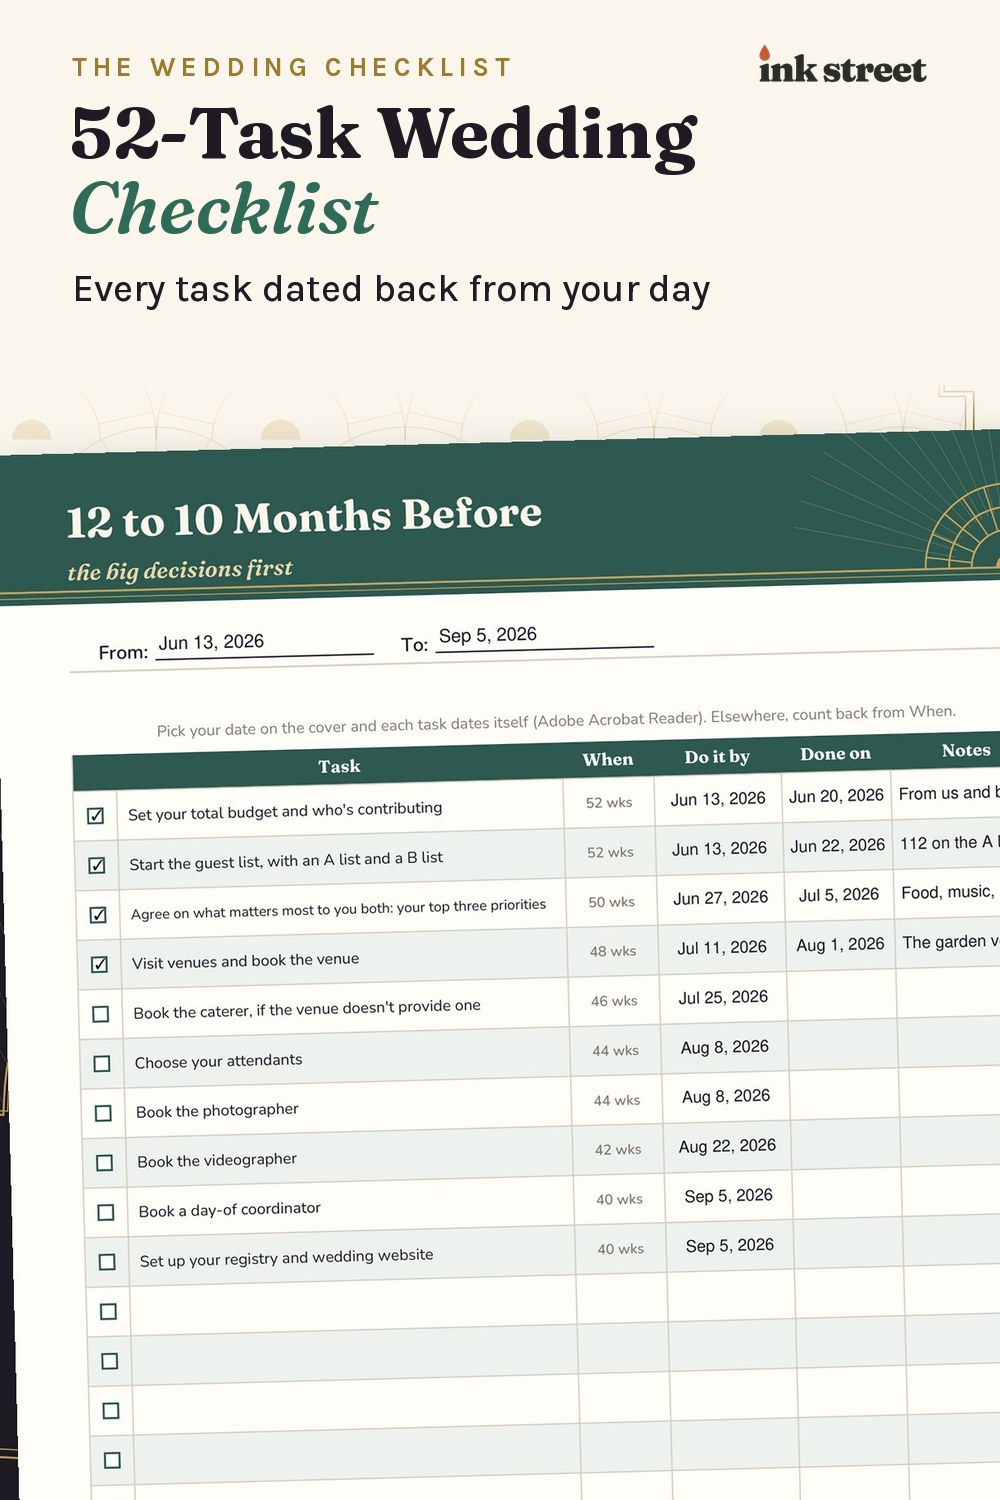 THE WEDDING CHECKLIST
ink street
52-Task Wedding
Checklist
Every task dated back from your day
12 to 10 Months Before
the big decisions first
From: Jun 13, 2026 To: Sep 5, 2026
Pick your date on the cover and each task dates itself (Adobe Acrobat Reader). Elsewhere, count back from When.
Task When Do it by Done on Notes
Set your total budget and who's contributing 52 wks Jun 13, 2026 Jun 20, 2026 From us and
Start the guest list, with an A list and a B list 52 wks Jun 13, 2026 Jun 22, 2026 112 on the A
Agree on what matters most to you both: your top three priorities 50 wks Jun 27, 2026 Jul 5, 2026 Food, music,
Visit venues and book the venue 48 wks Jul 11, 2026 Aug 1, 2026 The garden
Book the caterer, if the venue doesn't provide one 46 wks Jul 25, 2026
Choose your attendants 44 wks Aug 8, 2026
Book the photographer 44 wks Aug 8, 2026
Book the videographer 42 wks Aug 22, 2026
Book a day-of coordinator 40 wks Sep 5, 2026
Set up your registry and wedding website 40 wks Sep 5, 2026